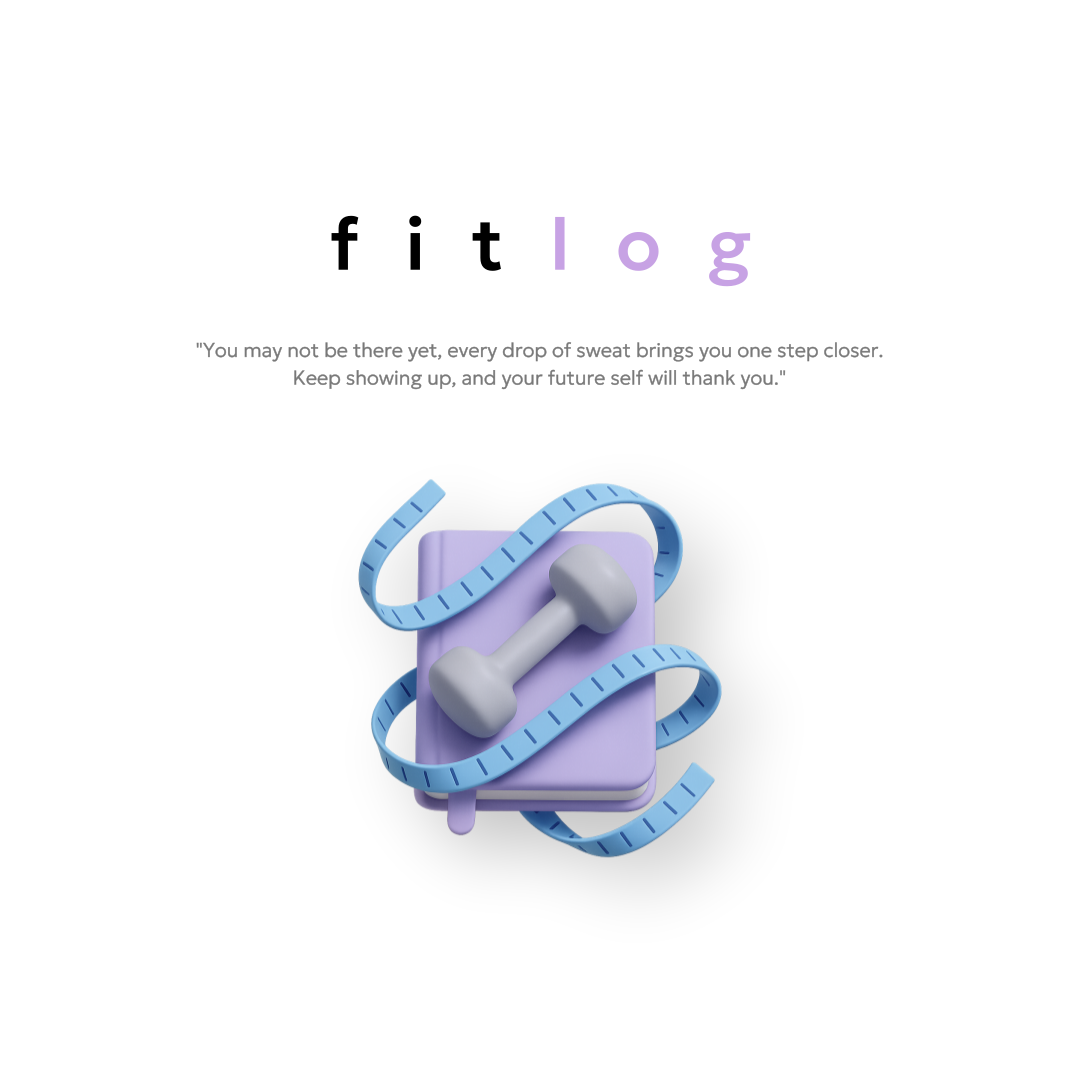 fitlog
"You may not be there yet, every drop of sweat brings you one step closer.
Keep showing up, and your future self will thank you."